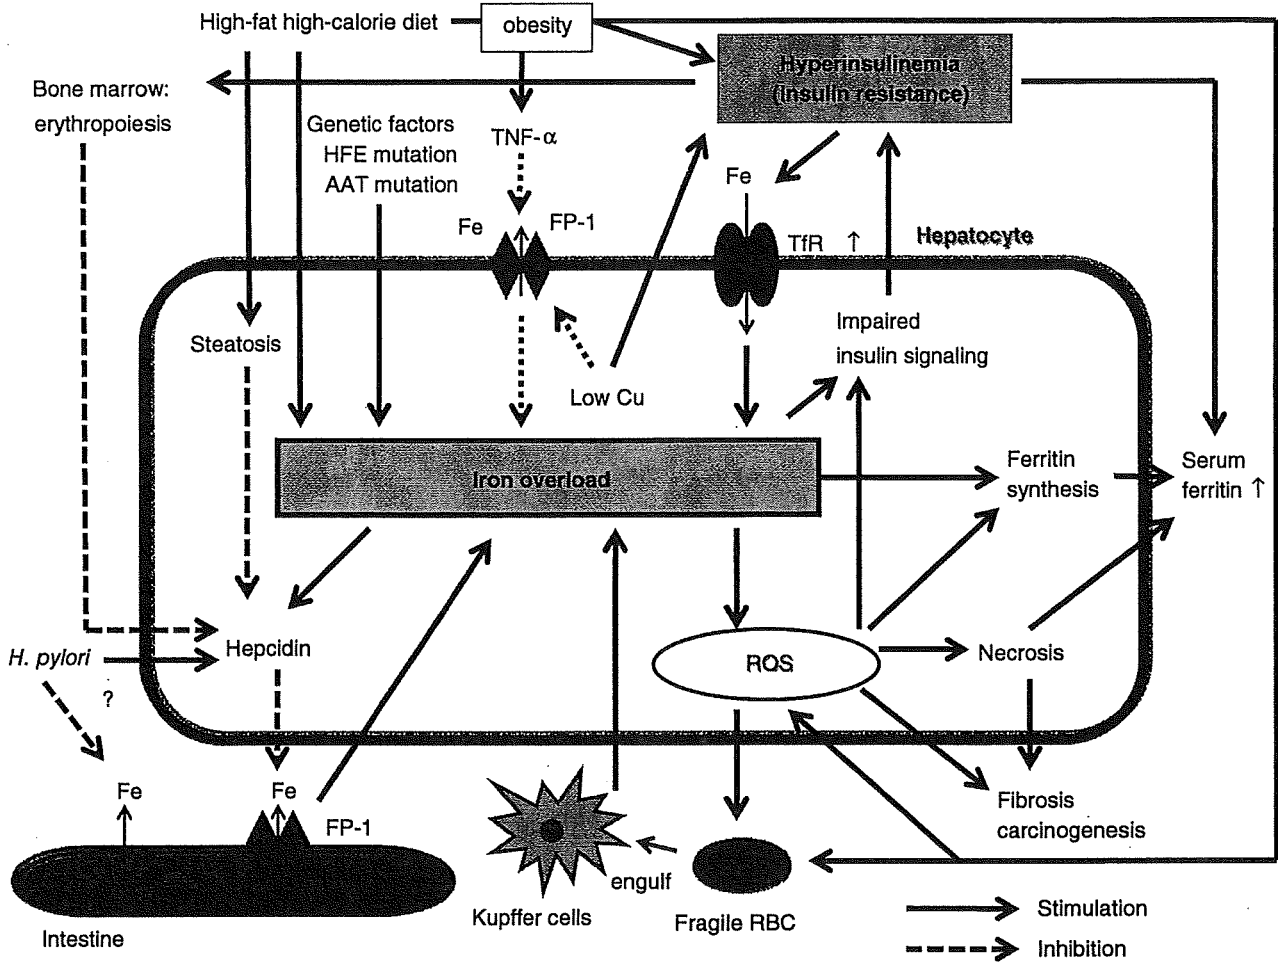 High-fat high-calorie diet
obesity
Hyperinsulinemia
(Insulin resistance)
Bone marrow:
erythropoiesis
Genetic factors
HFE mutation
AAT mutation
TNF-α
Fe
FP-1
Fe
TfR ↑
Hepatocyte
Steatosis
Impaired
insulin signaling
Low Cu
Iron overload
Ferritin
synthesis
Serum
ferritin ↑
Hepcidin
H. pylori
?
ROS
Necrosis
Fe
Fe
FP-1
Fibrosis
carcinogenesis
engulf
Kupffer cells
Fragile RBC
Intestine
Stimulation
Inhibition